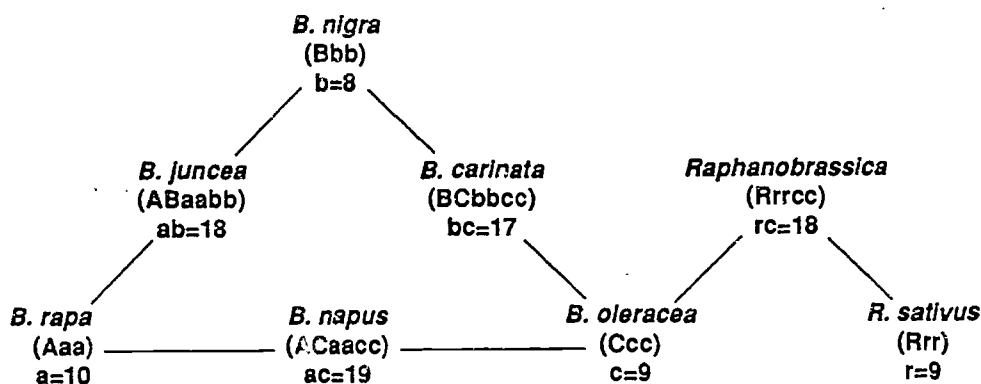 B. nigra
(Bbb)
b=8
B. juncea
(ABaabb)
ab=18
B. carinata
(BCbbcc)
bc=17
Raphanobrassica
(Rrrcc)
rc=18
B. rapa
(Aaa)
a=10
B. napus
(ACaacc)
ac=19
B. oleracea
(Ccc)
c=9
R. sativus
(Rrr)
r=9